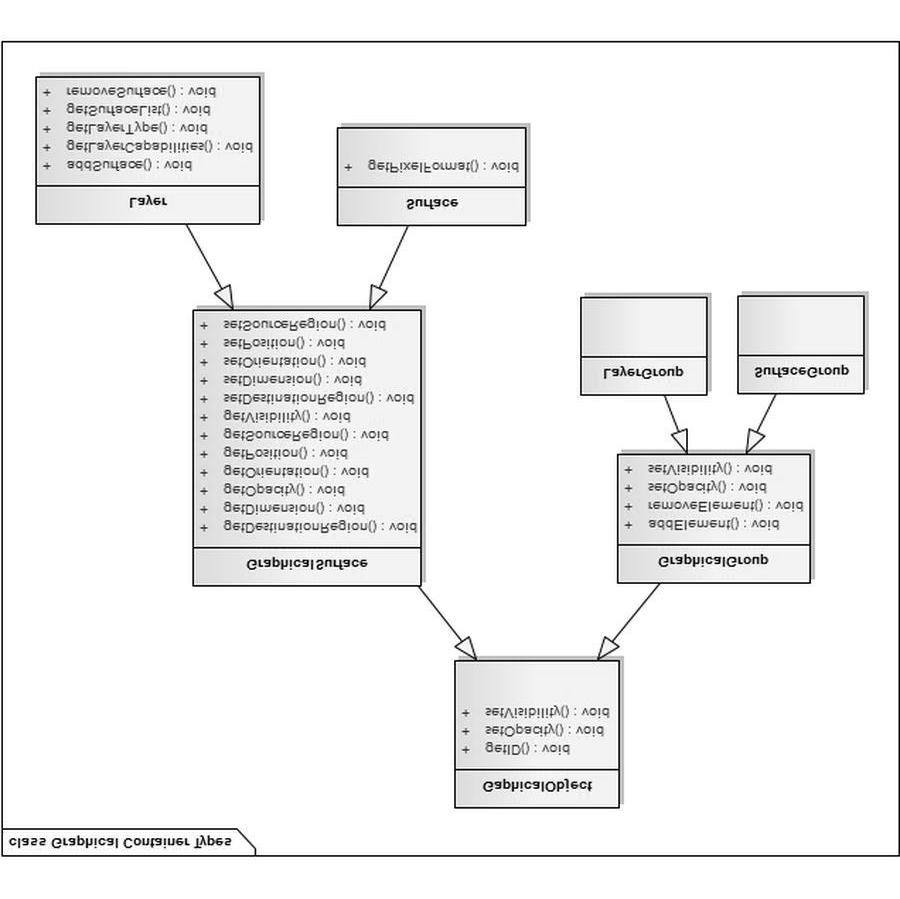 class Graphical Container Types
GaphicalObject
+ getID() : void
+ setOpacity() : void
+ setVisibility() : void
GraphicalSurface
+ getDestinationRegion() : void
+ getDimension() : void
+ getOpacity() : void
+ getOrientation() : void
+ getPosition() : void
+ getSourceRegion() : void
+ getVisibility() : void
+ setDestinationRegion() : void
+ setDimension() : void
+ setOrientation() : void
+ setPosition() : void
+ setSourceRegion() : void
GraphicalGroup
+ addElement() : void
+ removeElement() : void
+ setOpacity() : void
+ setVisibility() : void
LayerGroup
SurfaceGroup
Layer
+ addSurface() : void
+ getLayerCapabilities() : void
+ getLayerType() : void
+ getSurfaceList() : void
+ removeSurface() : void
Surface
+ getPixelFormat() : void